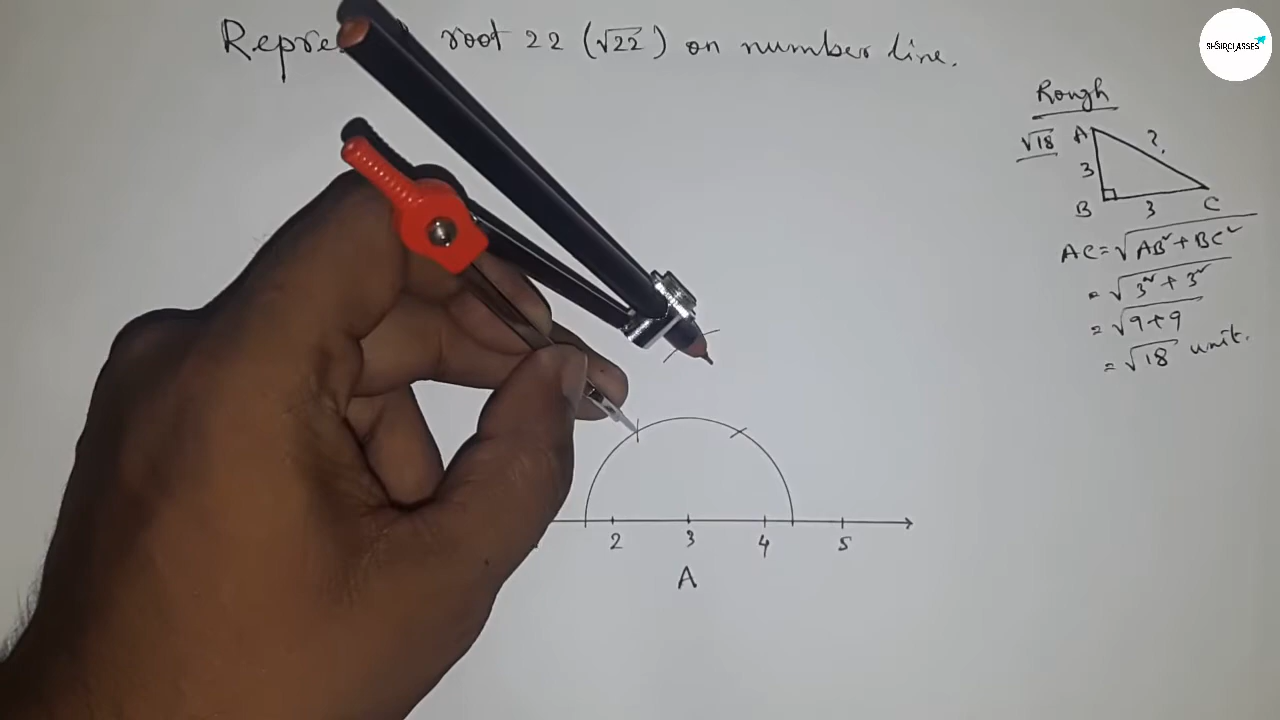 root 22 (√22) on number line.
SHSIRCLASSES
Rough
√18 A ?
3
B 3 C
AC = √AB² + BC²
= √3² + 3²
= √9+9
= √18 unit.
2 3 4 5
A